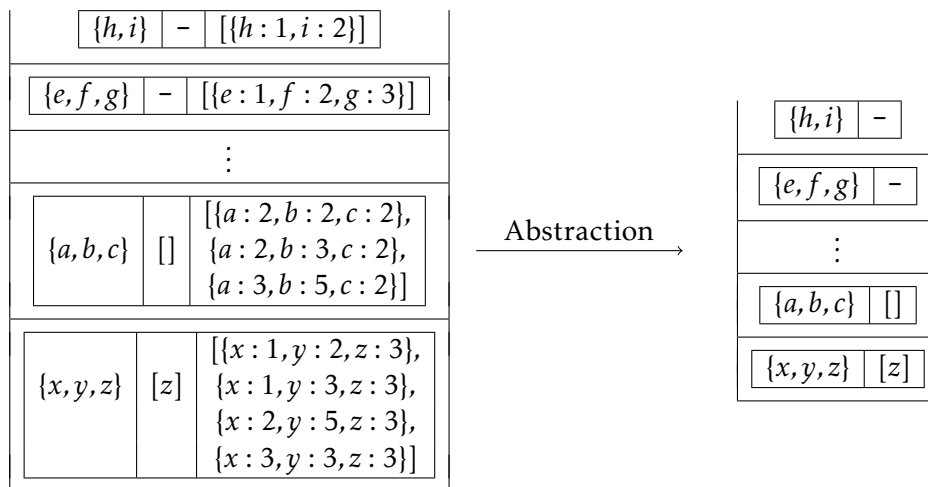 {h, i} – [{h : 1, i : 2}]
{e, f, g} – [{e : 1, f : 2, g : 3}]
⋮
{a, b, c} [] [{a : 2, b : 2, c : 2},
{a : 2, b : 3, c : 2},
{a : 3, b : 5, c : 2}]
{x, y, z} [z] [{x : 1, y : 2, z : 3},
{x : 1, y : 3, z : 3},
{x : 2, y : 5, z : 3},
{x : 3, y : 3, z : 3}]
Abstraction
{h, i} –
{e, f, g} –
⋮
{a, b, c} []
{x, y, z} [z]